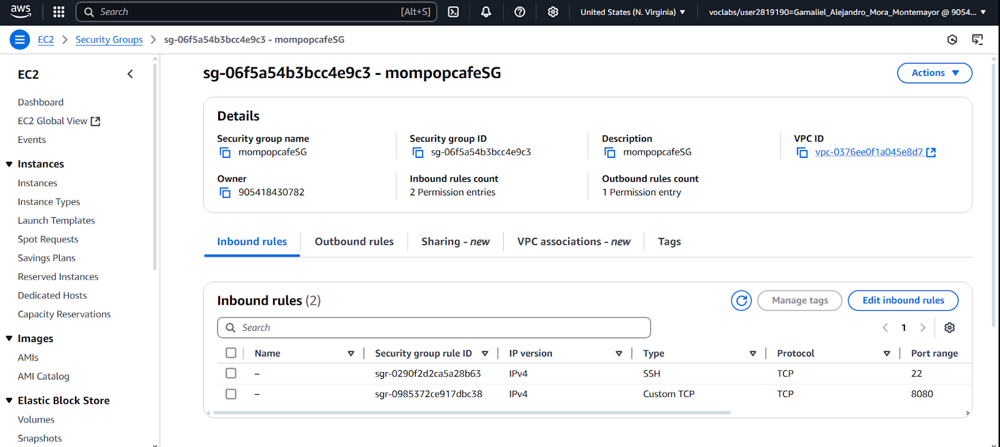 aws
Search [Alt+S] United States (N. Virginia) voclabs/user2819190=Gamaliel_Alejandro_Mora_Montemayor @ 9054...
EC2 Security Groups sg-06f5a54b3bcc4e9c3 - mompopcafeSG
EC2
Dashboard
EC2 Global View
Events
Instances
Instances
Instance Types
Launch Templates
Spot Requests
Savings Plans
Reserved Instances
Dedicated Hosts
Capacity Reservations
Images
AMIs
AMI Catalog
Elastic Block Store
Volumes
Snapshots
sg-06f5a54b3bcc4e9c3 - mompopcafeSG
Actions
Details
Security group name Security group ID Description VPC ID
mompopcafeSG sg-06f5a54b3bcc4e9c3 mompopcafeSG vpc-0376ee0f1a045e8d7
Owner Inbound rules count Outbound rules count
905418430782 2 Permission entries 1 Permission entry
Inbound rules Outbound rules Sharing - new VPC associations - new Tags
Inbound rules (2) Manage tags Edit inbound rules
Search 1
Name Security group rule ID IP version Type Protocol Port range
– sgr-0290f2d2ca5a28b63 IPv4 SSH TCP 22
– sgr-0985372ce917dbc38 IPv4 Custom TCP TCP 8080